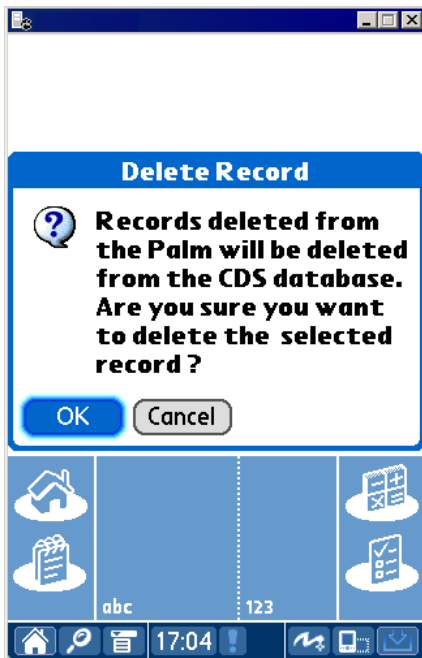 Delete Record
Records deleted from
the Palm will be deleted
from the CDS database.
Are you sure you want
to delete the selected
record ?
OK Cancel
abc 123
17:04